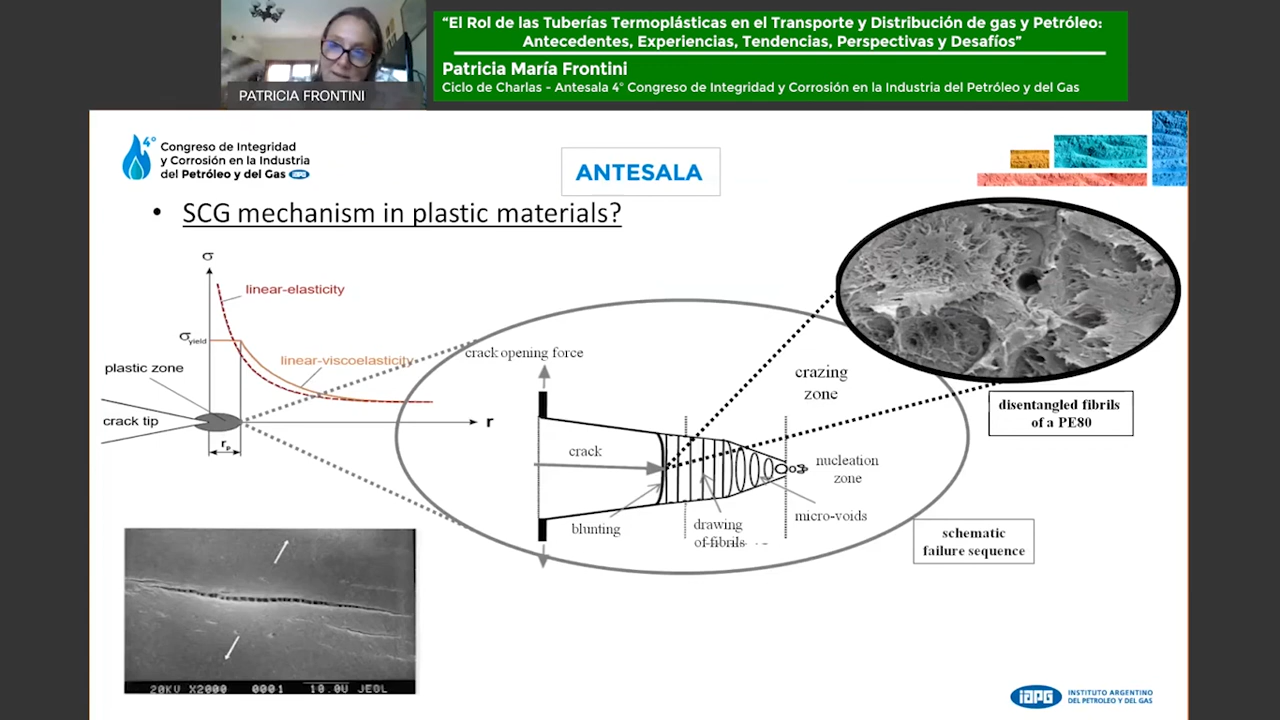 “El Rol de las Tuberías Termoplásticas en el Transporte y Distribución de gas y Petróleo:
Antecedentes, Experiencias, Tendencias, Perspectivas y Desafíos”
Patricia María Frontini
Ciclo de Charlas - Antesala 4° Congreso de Integridad y Corrosión en la Industria del Petróleo y del Gas
PATRICIA FRONTINI
4°
Congreso de Integridad
y Corrosión en la Industria
del Petróleo y del Gas iapg
ANTESALA
• SCG mechanism in plastic materials?
σ
linear-elasticity
σyield
linear-viscoelasticity
plastic zone
crack tip
r
rp
crack opening force
crazing
zone
crack
nucleation
zone
blunting
drawing
of fibrils
micro-voids
disentangled fibrils
of a PE80
schematic
failure sequence
20KV X2000 0001 10.0U JEOL
iapg INSTITUTO ARGENTINO
DEL PETROLEO Y DEL GAS